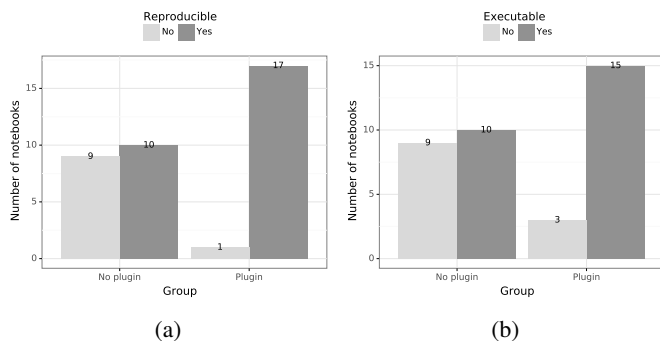 Reproducible
No Yes
Number of notebooks
15
10
5
0
9
10
1
17
No plugin Plugin
Group
(a)
Executable
No Yes
Number of notebooks
15
10
5
0
9
10
3
15
No plugin Plugin
Group
(b)